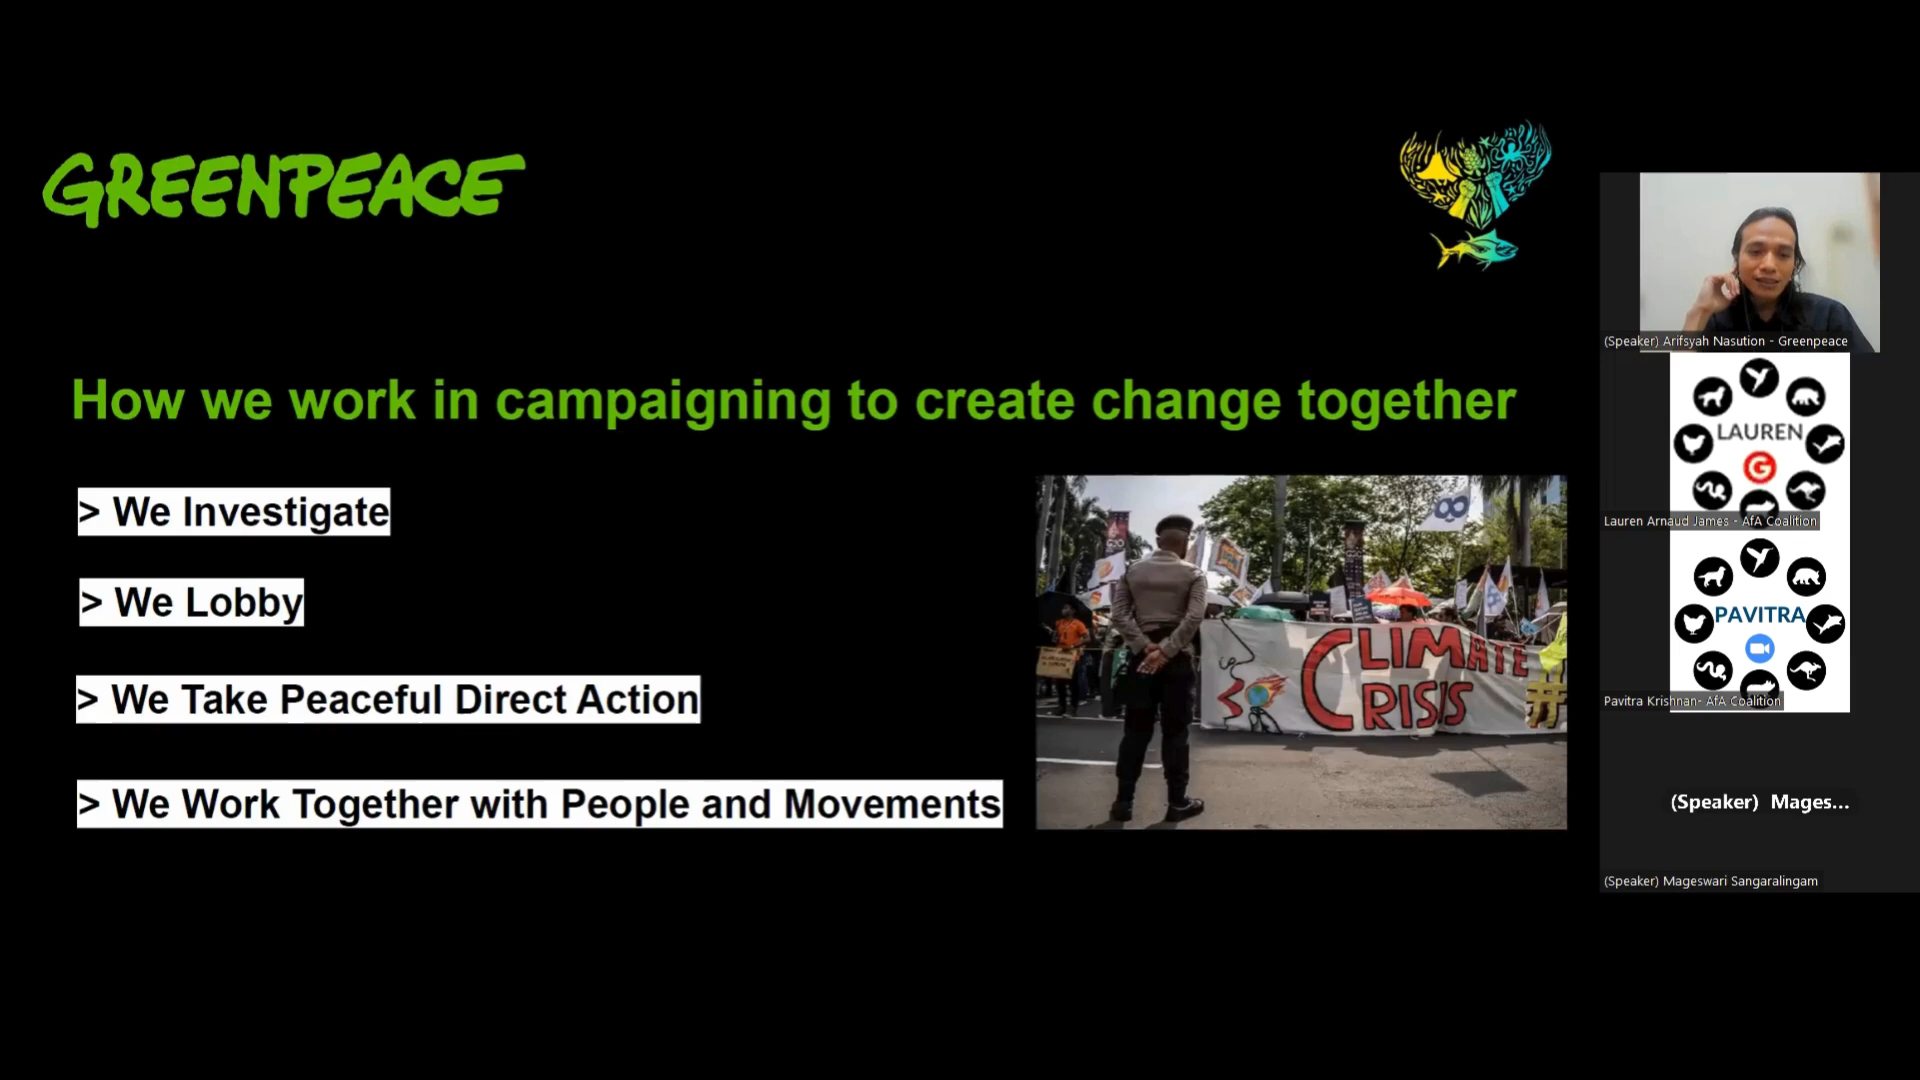 GREENPEACE
How we work in campaigning to create change together
> We Investigate
> We Lobby
> We Take Peaceful Direct Action
> We Work Together with People and Movements
CLIMATE
CRISIS
#
(Speaker) Arifsyah Nasution - Greenpeace
LAUREN
G
Lauren Arnaud James - AfA Coalition
PAVITRA
Pavitra Krishnan- AfA Coalition
(Speaker) Mages...
(Speaker) Mageswari Sangaralingam